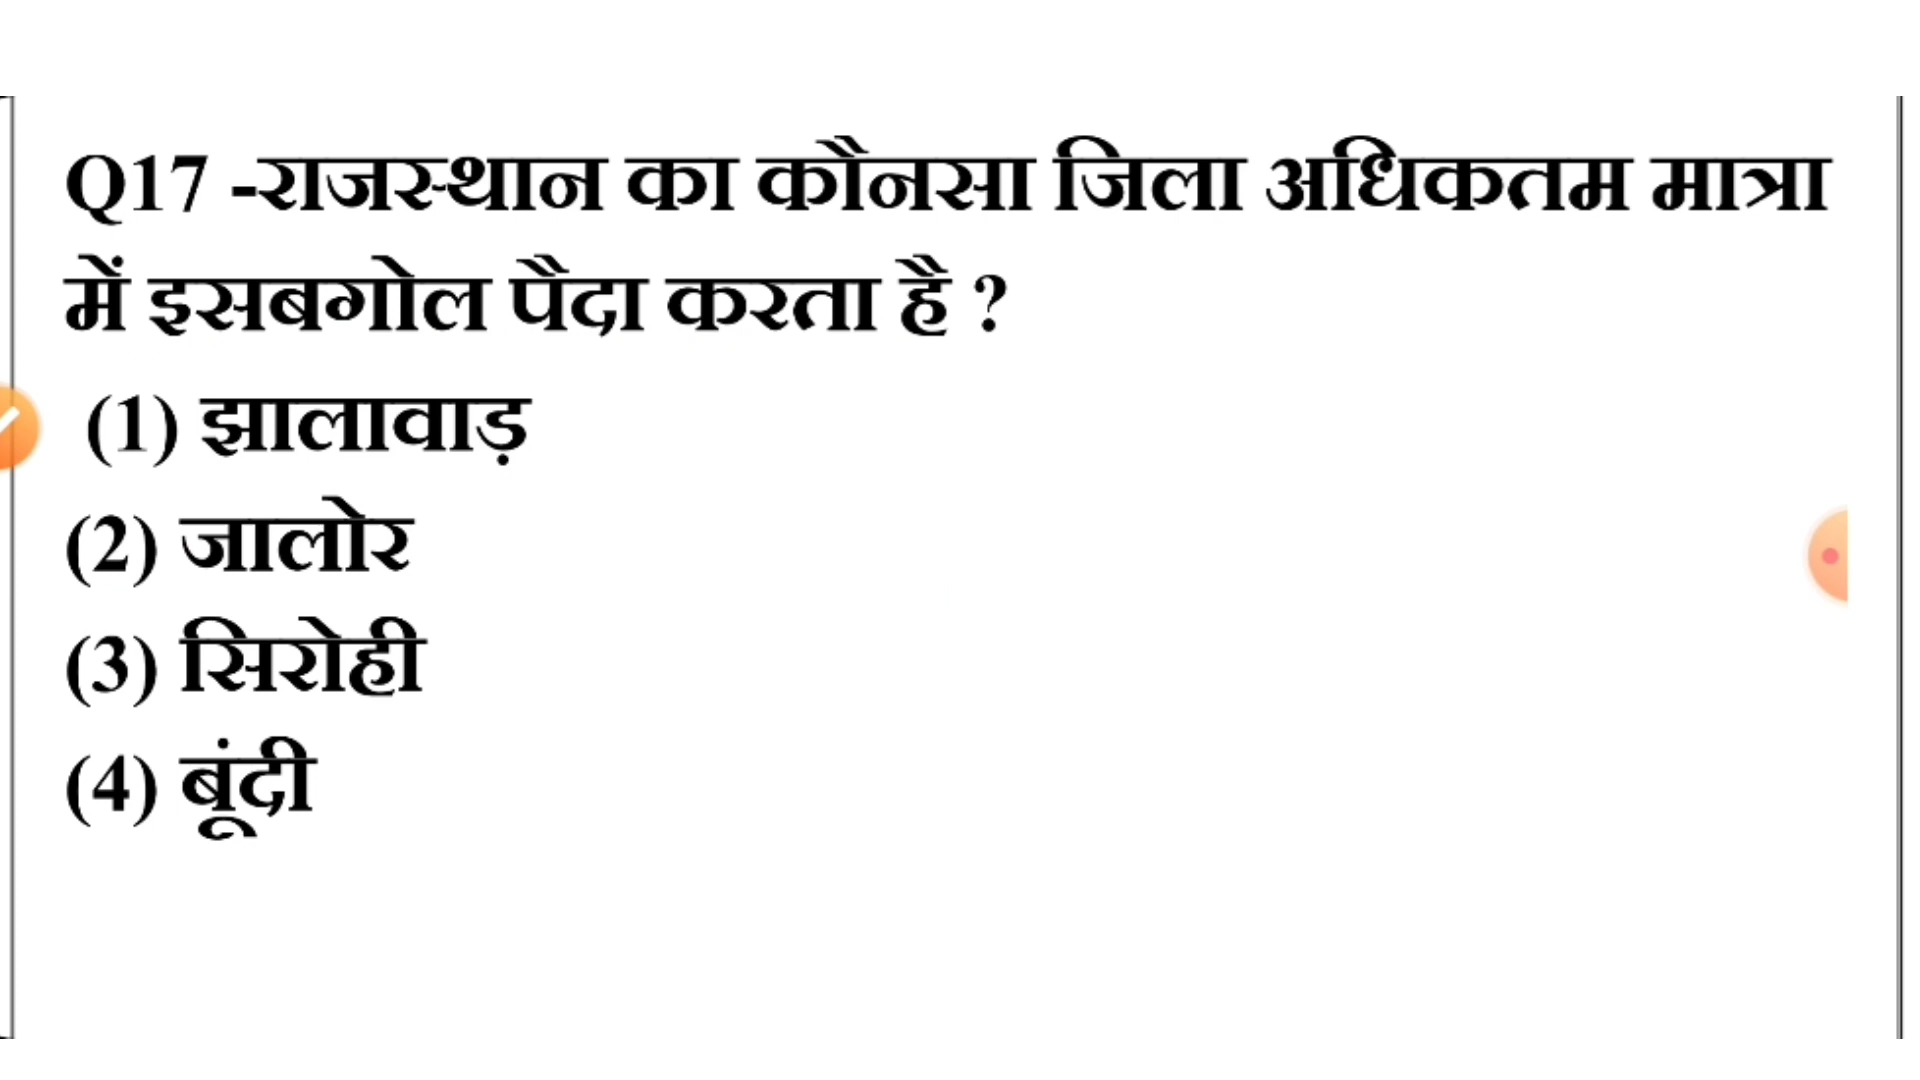 Q17 -राजस्थान का कौनसा जिला अधिकतम मात्रा
में इसबगोल पैदा करता है ?
(1) झालावाड़
(2) जालोर
(3) सिरोही
(4) बूंदी